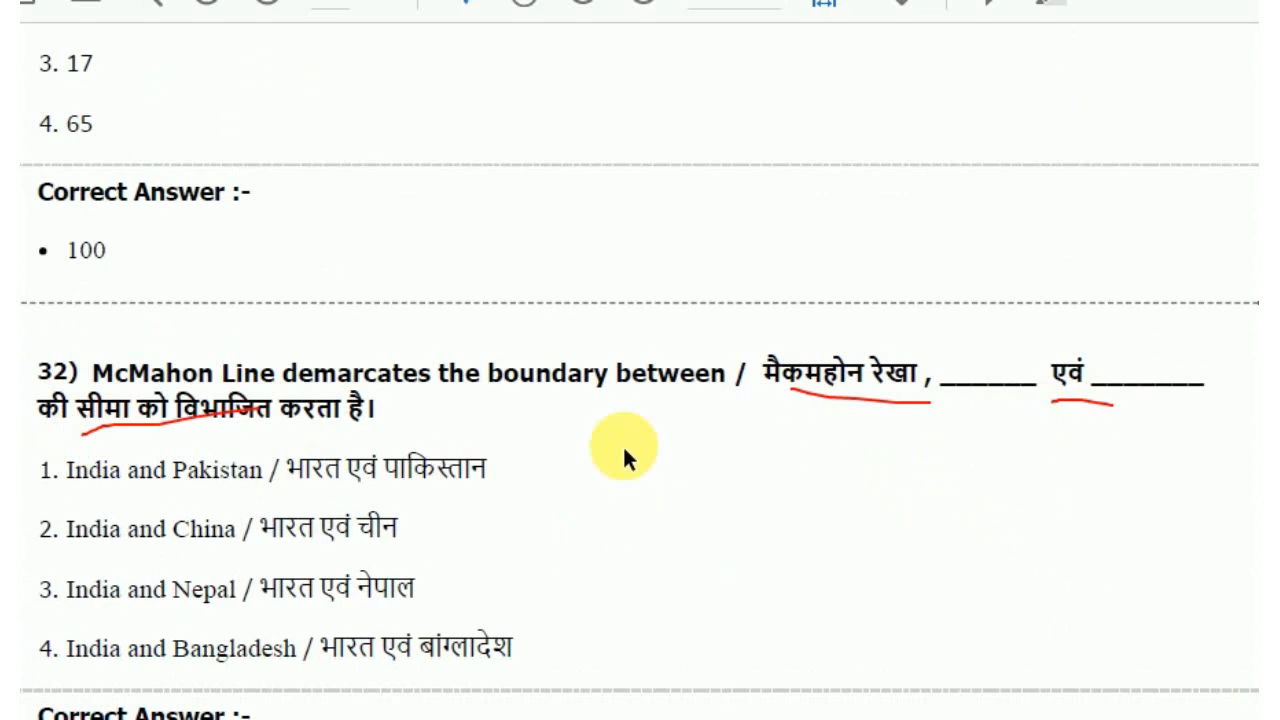 3. 17
4. 65
Correct Answer :-
• 100
32) McMahon Line demarcates the boundary between / मैकमहोन रेखा , ______ एवं _______
की सीमा को विभाजित करता है।
1. India and Pakistan / भारत एवं पाकिस्तान
2. India and China / भारत एवं चीन
3. India and Nepal / भारत एवं नेपाल
4. India and Bangladesh / भारत एवं बांग्लादेश
Correct Answer :-